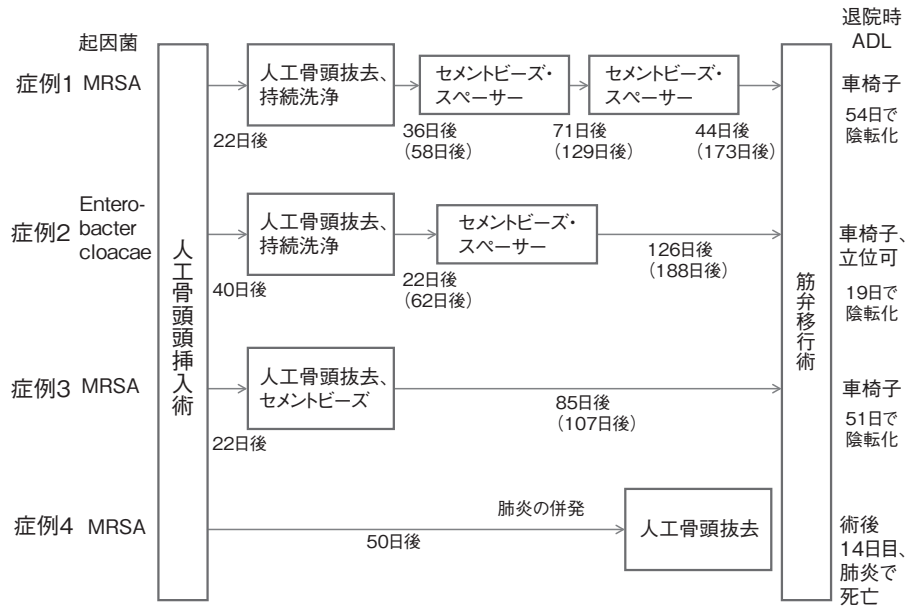 起因菌
退院時
ADL
症例1 MRSA
人工骨頭抜去、
持続洗浄
セメントビーズ・
スペーサー
セメントビーズ・
スペーサー
車椅子
54日で
陰転化
22日後
36日後
(58日後)
71日後
(129日後)
44日後
(173日後)
症例2
Entero-
bacter
cloacae
人工骨頭抜去、
持続洗浄
セメントビーズ・
スペーサー
車椅子、
立位可
19日で
陰転化
40日後
22日後
(62日後)
126日後
(188日後)
人工骨頭頭挿入術
筋弁移行術
症例3 MRSA
人工骨頭抜去、
セメントビーズ
車椅子
51日で
陰転化
22日後
85日後
(107日後)
症例4 MRSA
肺炎の併発
50日後
人工骨頭抜去
術後
14日目、
肺炎で
死亡